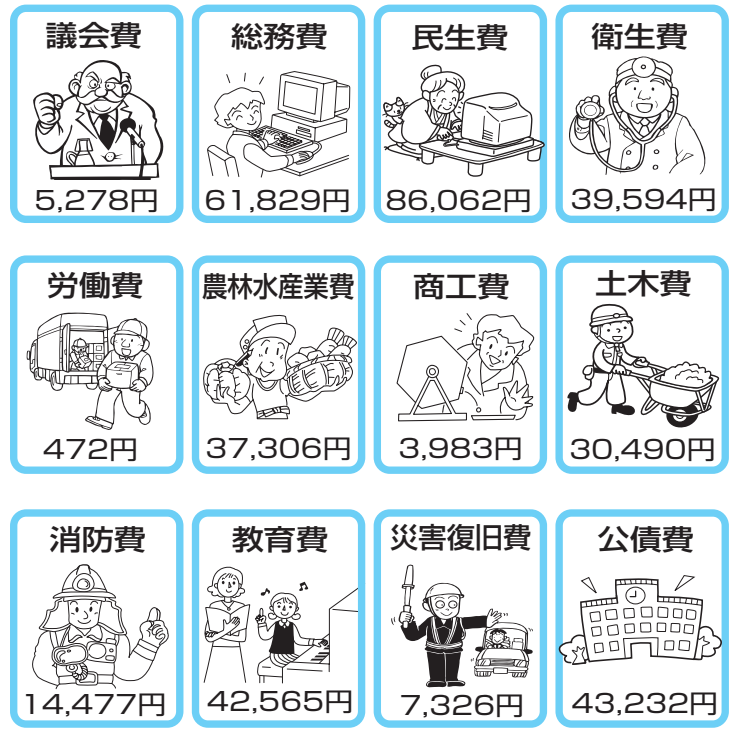 議会費
5,278円
総務費
61,829円
民生費
86,062円
衛生費
39,594円
労働費
472円
農林水産業費
37,306円
商工費
3,983円
土木費
30,490円
消防費
14,477円
教育費
42,565円
災害復旧費
7,326円
公債費
43,232円